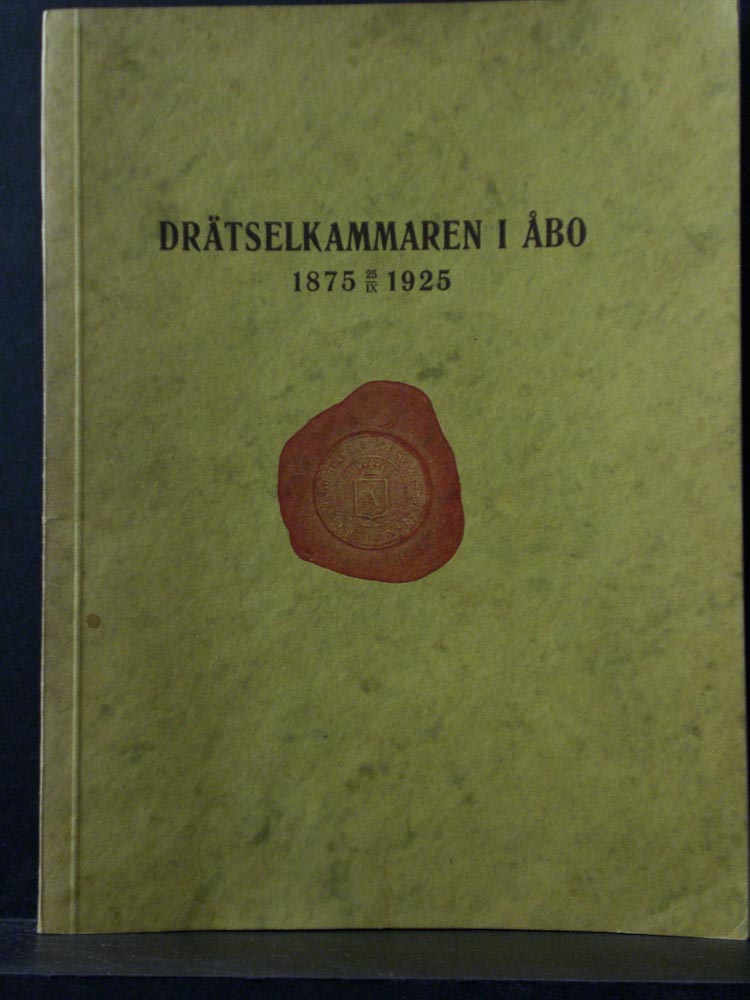 DRÄTSELKAMMAREN I ÅBO
1875 25/IX 1925